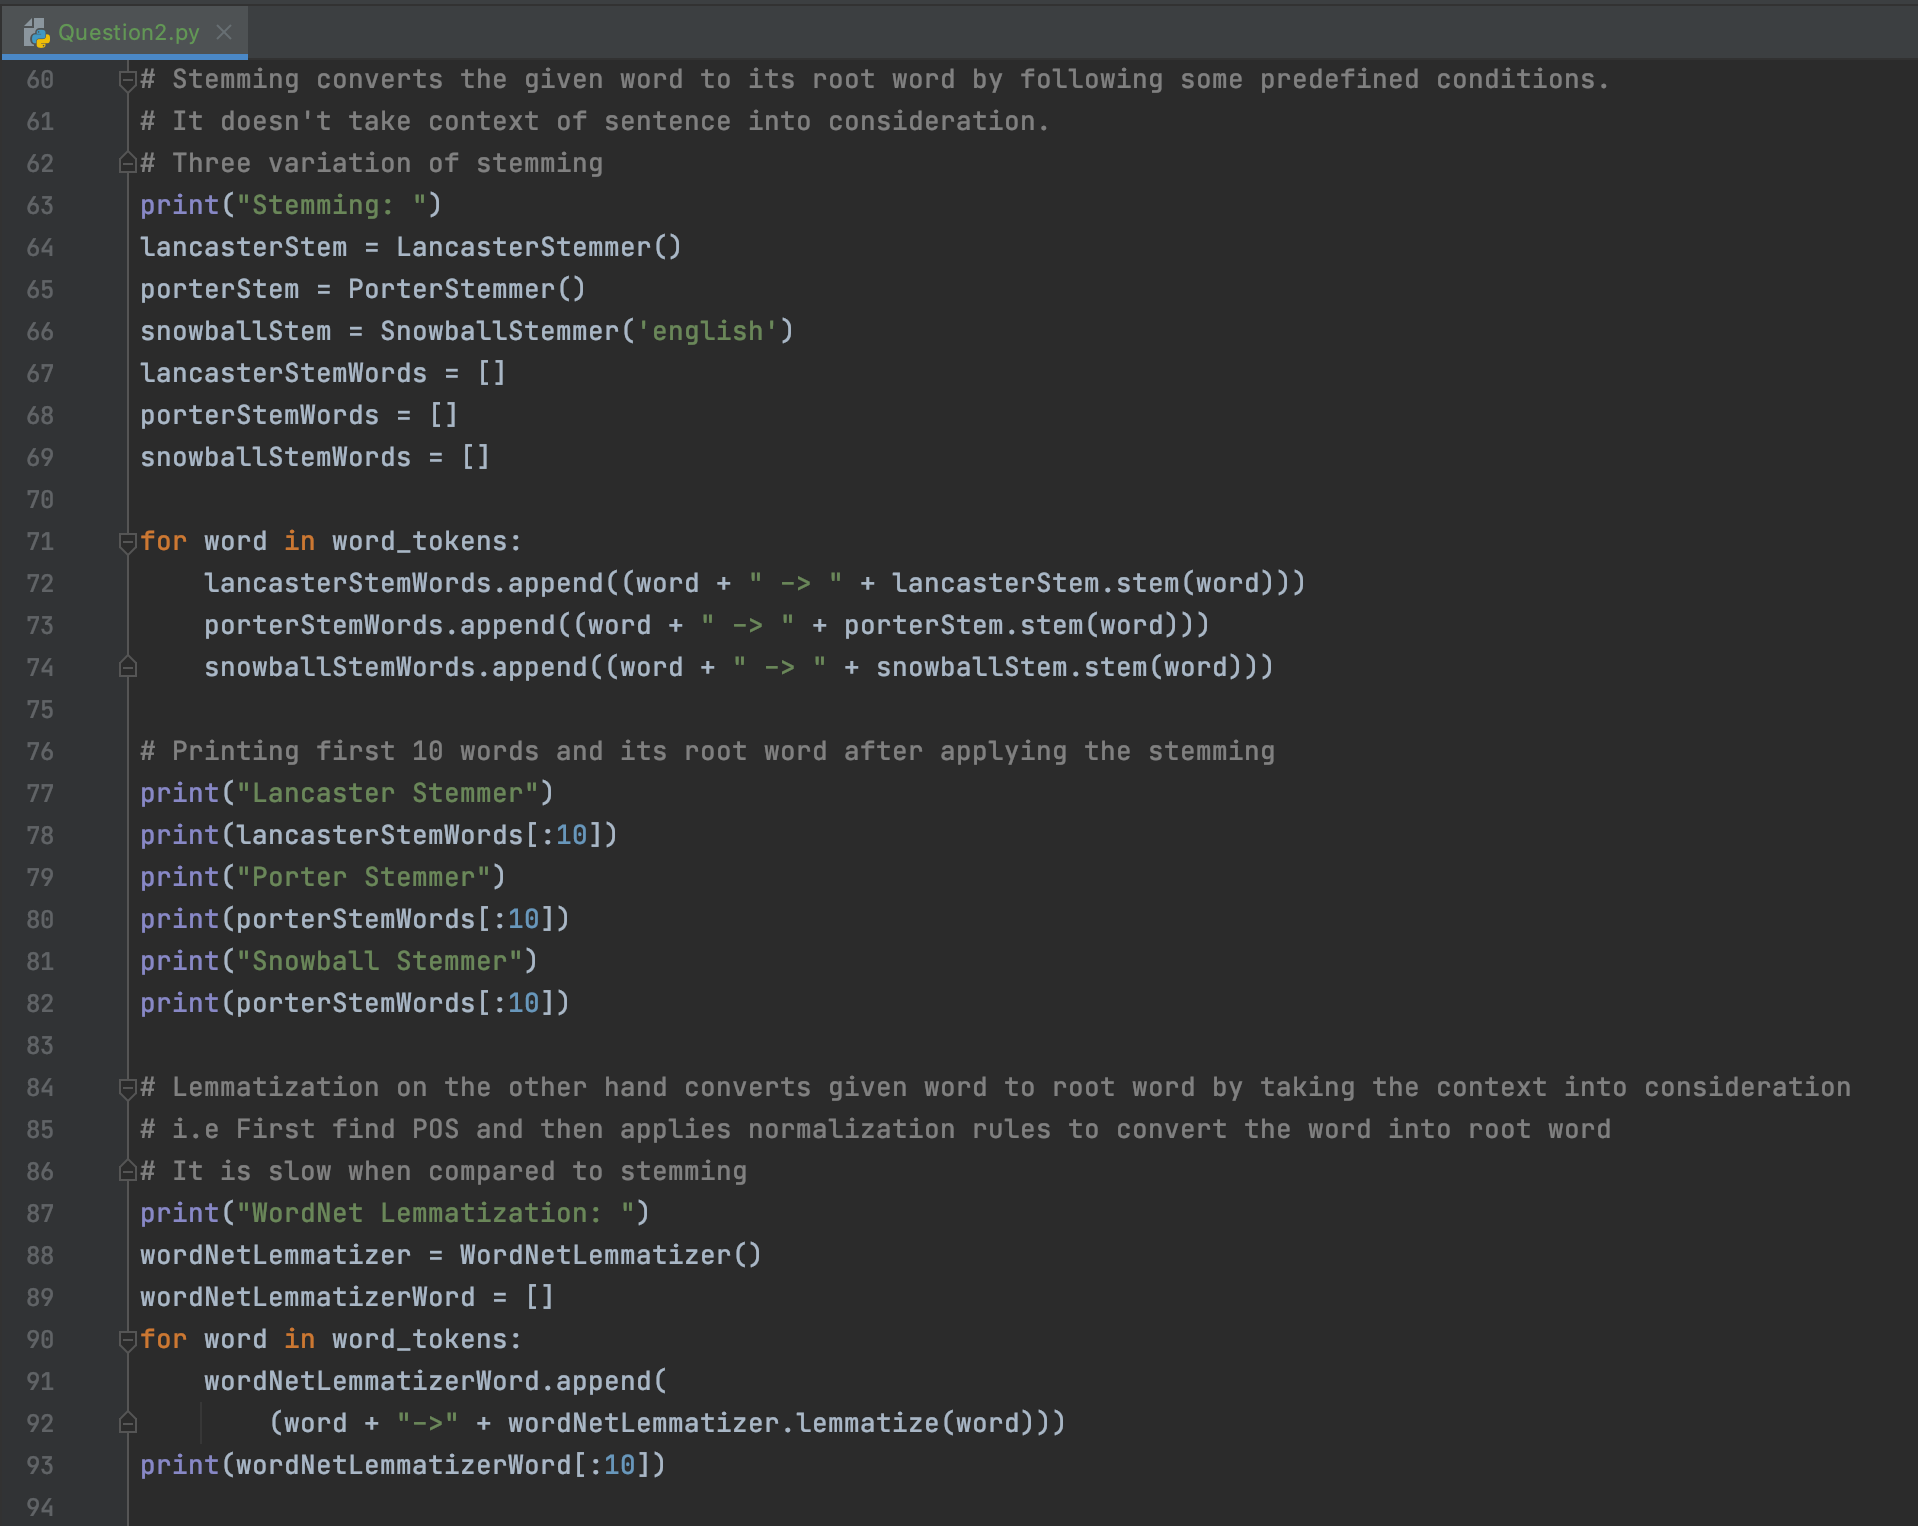 Question2.py
60 # Stemming converts the given word to its root word by following some predefined conditions.
61 # It doesn't take context of sentence into consideration.
62 # Three variation of stemming
63 print("Stemming: ")
64 lancasterStem = LancasterStemmer()
65 porterStem = PorterStemmer()
66 snowballStem = SnowballStemmer('english')
67 lancasterStemWords = []
68 porterStemWords = []
69 snowballStemWords = []
70
71 for word in word_tokens:
72     lancasterStemWords.append((word + " -> " + lancasterStem.stem(word)))
73     porterStemWords.append((word + " -> " + porterStem.stem(word)))
74     snowballStemWords.append((word + " -> " + snowballStem.stem(word)))
75
76 # Printing first 10 words and its root word after applying the stemming
77 print("Lancaster Stemmer")
78 print(lancasterStemWords[:10])
79 print("Porter Stemmer")
80 print(porterStemWords[:10])
81 print("Snowball Stemmer")
82 print(porterStemWords[:10])
83
84 # Lemmatization on the other hand converts given word to root word by taking the context into consideration
85 # i.e First find POS and then applies normalization rules to convert the word into root word
86 # It is slow when compared to stemming
87 print("WordNet Lemmatization: ")
88 wordNetLemmatizer = WordNetLemmatizer()
89 wordNetLemmatizerWord = []
90 for word in word_tokens:
91     wordNetLemmatizerWord.append(
92         (word + "->" + wordNetLemmatizer.lemmatize(word)))
93 print(wordNetLemmatizerWord[:10])
94